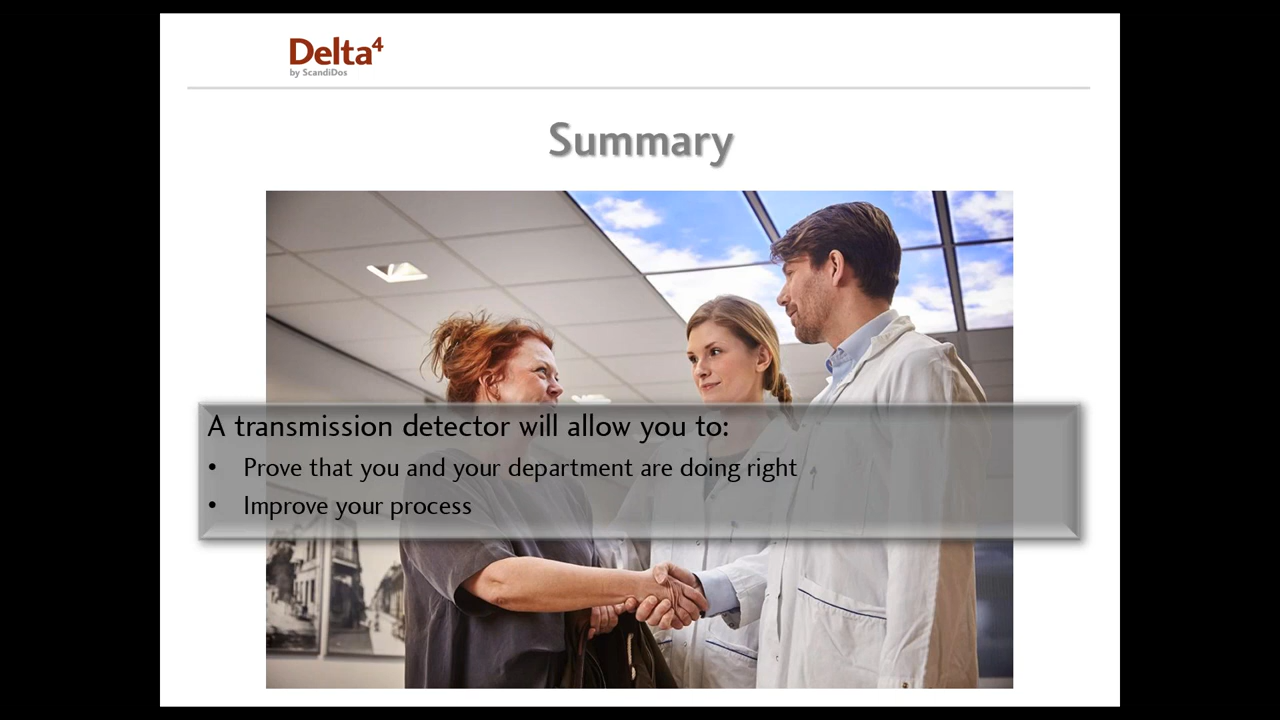 Delta4
by ScandiDos
Summary
A transmission detector will allow you to:
• Prove that you and your department are doing right
• Improve your process